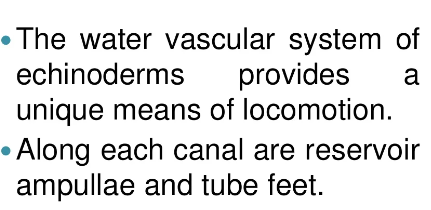 • The water vascular system of
echinoderms provides a
unique means of locomotion.
• Along each canal are reservoir
ampullae and tube feet.